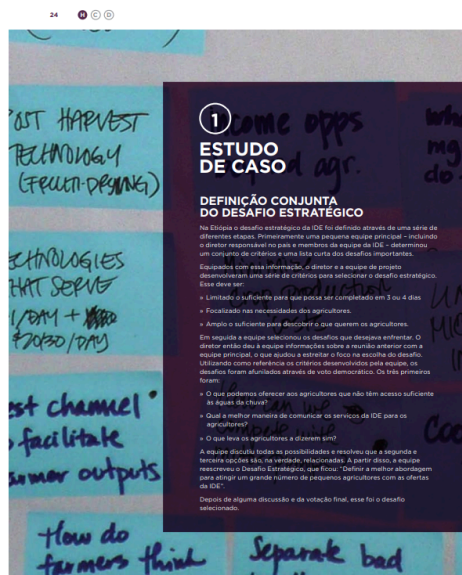 24
H C D
OST HARVEST
TECHNOLOGY
(FRUIT-DRYING)
come opps
agr.
mg
do
1
ESTUDO
DE CASO
DEFINIÇÃO CONJUNTA
DO DESAFIO ESTRATÉGICO
Na Etiópia o desafio estratégico da IDE foi definido através de uma série de
diferentes etapas. Primeiramente uma pequena equipe principal – incluindo
o diretor responsável no país e membros da equipe da IDE – determinou
um conjunto de critérios e uma lista curta dos desafios importantes.
Equipados com essa informação, o diretor e a equipe de projeto
desenvolveram uma série de critérios para selecionar o desafio estratégico.
Esse deve ser:
» Limitado o suficiente para que possa ser completado em 3 ou 4 dias
» Focalizado nas necessidades dos agricultores.
» Amplo o suficiente para descobrir o que querem os agricultores.
Em seguida a equipe selecionou os desafios que desejava enfrentar. O
diretor então deu à equipe informações sobre a reunião anterior com a
equipe principal, o que ajudou a estreitar o foco na escolha do desafio.
Utilizando como referência os critérios desenvolvidos pela equipe, os
desafios foram afunilados através de voto democrático. Os três primeiros
foram:
» O que podemos oferecer aos agricultores que não têm acesso suficiente
às águas da chuva?
» Qual a melhor maneira de comunicar os serviços da IDE para os
agricultores?
» O que leva os agricultores a dizerem sim?
A equipe discutiu todas as possibilidades e resolveu que a segunda e
terceira opções são, na verdade, relacionadas. A partir disso, a equipe
reescreveu o Desafio Estratégico, que ficou: “Definir a melhor abordagem
para atingir um grande número de pequenos agricultores com as ofertas
da IDE”.
Depois de alguma discussão e da votação final, esse foi o desafio
selecionado.
ECHNOLOGIES
HAT SERVE
1/DAY +
$20/30/DAY
est channel
facilitate
armer outputs
How do
farmers think
Separate bad